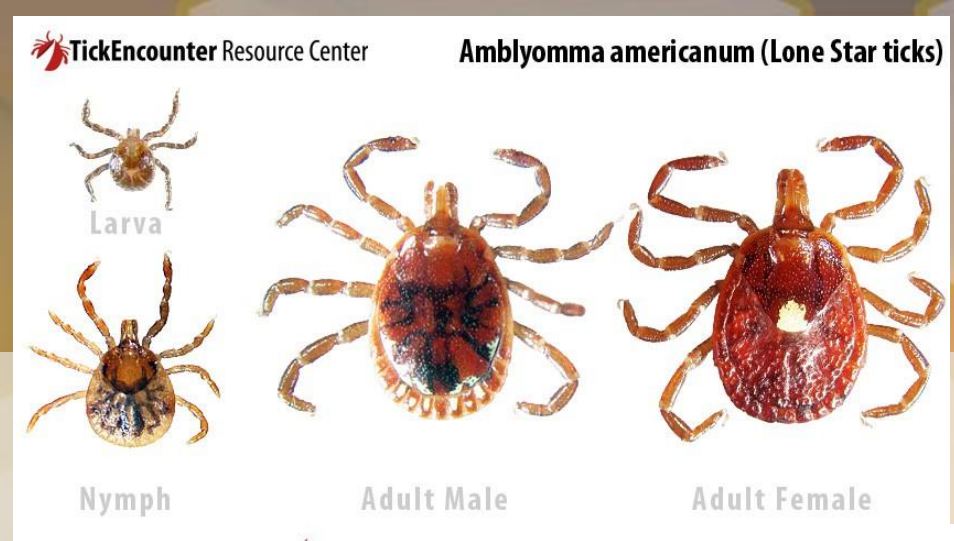 TickEncounter Resource Center
Amblyomma americanum (Lone Star ticks)
Larva
Nymph
Adult Male
Adult Female